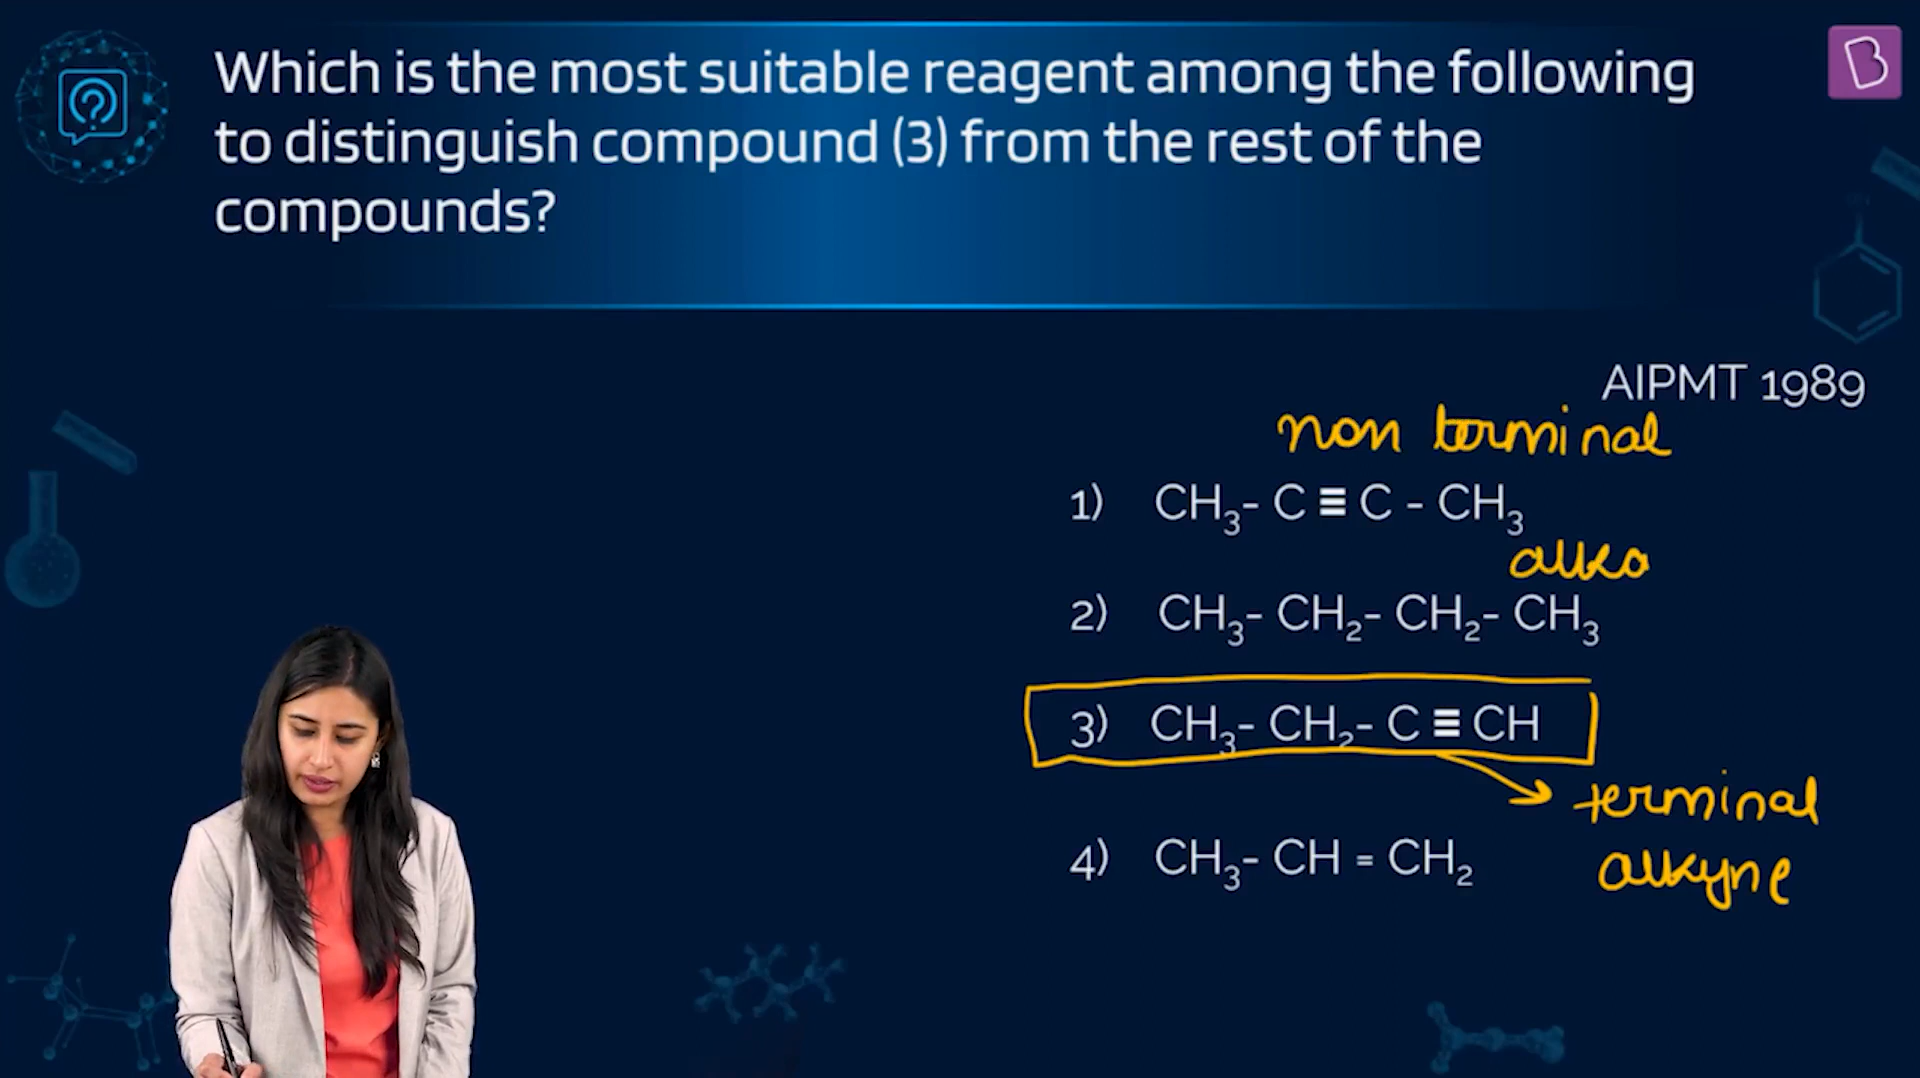 Which is the most suitable reagent among the following
to distinguish compound (3) from the rest of the
compounds?
AIPMT 1989
non terminal
1) CH₃- C ≡ C - CH₃
alka
2) CH₃- CH₂- CH₂- CH₃
3) CH₃- CH₂- C ≡ CH
terminal
alkyne
4) CH₃- CH = CH₂